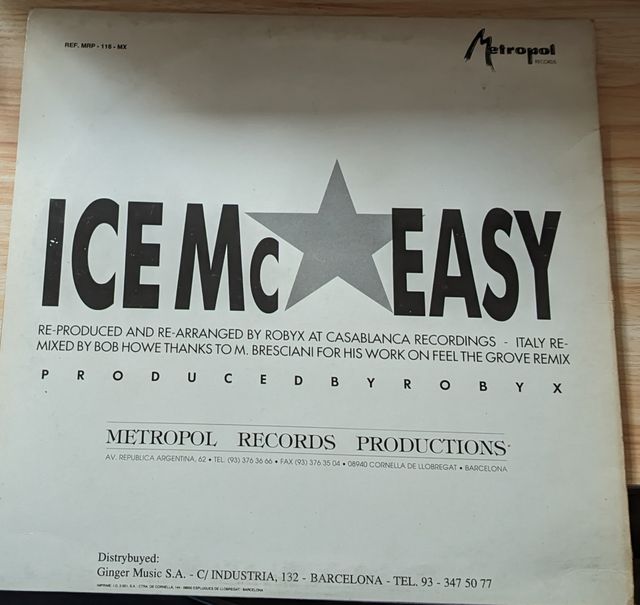 REF. MRP - 116 - MX
Metropol
RECORDS
ICE Mc EASY
RE-PRODUCED AND RE-ARRANGED BY ROBYX AT CASABLANCA RECORDINGS - ITALY RE-
MIXED BY BOB HOWE THANKS TO M. BRESCIANI FOR HIS WORK ON FEEL THE GROVE REMIX
P R O D U C E D B Y R O B Y X
METROPOL RECORDS PRODUCTIONS
AV. REPUBLICA ARGENTINA, 62 • TEL. (93) 376 36 66 • FAX (93) 376 35 04 • 08940 CORNELLA DE LLOBREGAT • BARCELONA
Distrybuyed:
Ginger Music S.A. - C/ INDUSTRIA, 132 - BARCELONA - TEL. 93 - 347 50 77